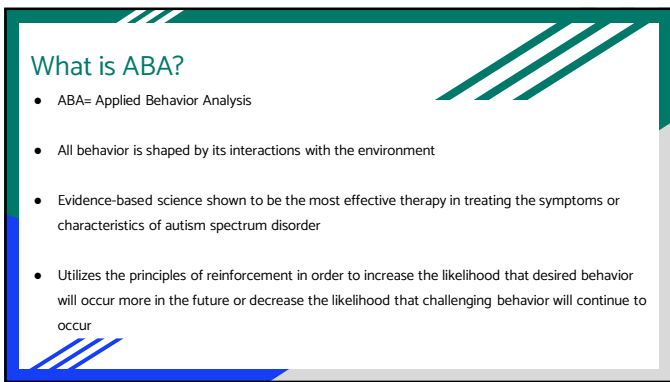 What is ABA?
● ABA= Applied Behavior Analysis
● All behavior is shaped by its interactions with the environment
● Evidence-based science shown to be the most effective therapy in treating the symptoms or
characteristics of autism spectrum disorder
● Utilizes the principles of reinforcement in order to increase the likelihood that desired behavior
will occur more in the future or decrease the likelihood that challenging behavior will continue to
occur